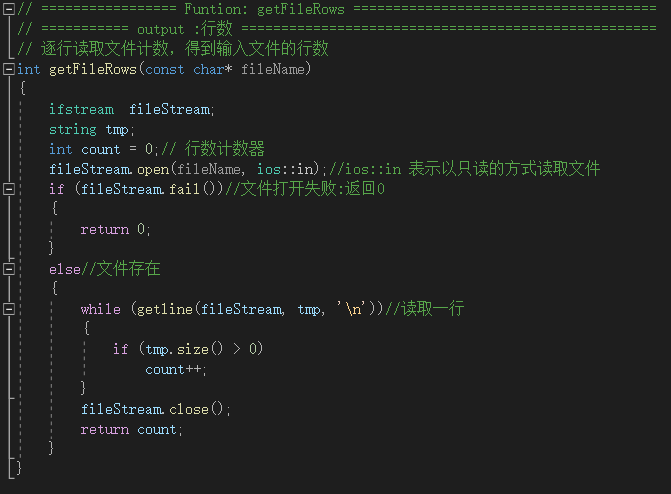 // ================= Funtion: getFileRows ======================================
// =========== output :行数 ====================================================
// 逐行读取文件计数，得到输入文件的行数
int getFileRows(const char* fileName)
{
    ifstream  fileStream;
    string tmp;
    int count = 0;// 行数计数器
    fileStream.open(fileName, ios::in);//ios::in 表示以只读的方式读取文件
    if (fileStream.fail())//文件打开失败:返回0
    {
        return 0;
    }
    else//文件存在
    {
        while (getline(fileStream, tmp, '\n'))//读取一行
        {
            if (tmp.size() > 0)
                count++;
        }
        fileStream.close();
        return count;
    }
}